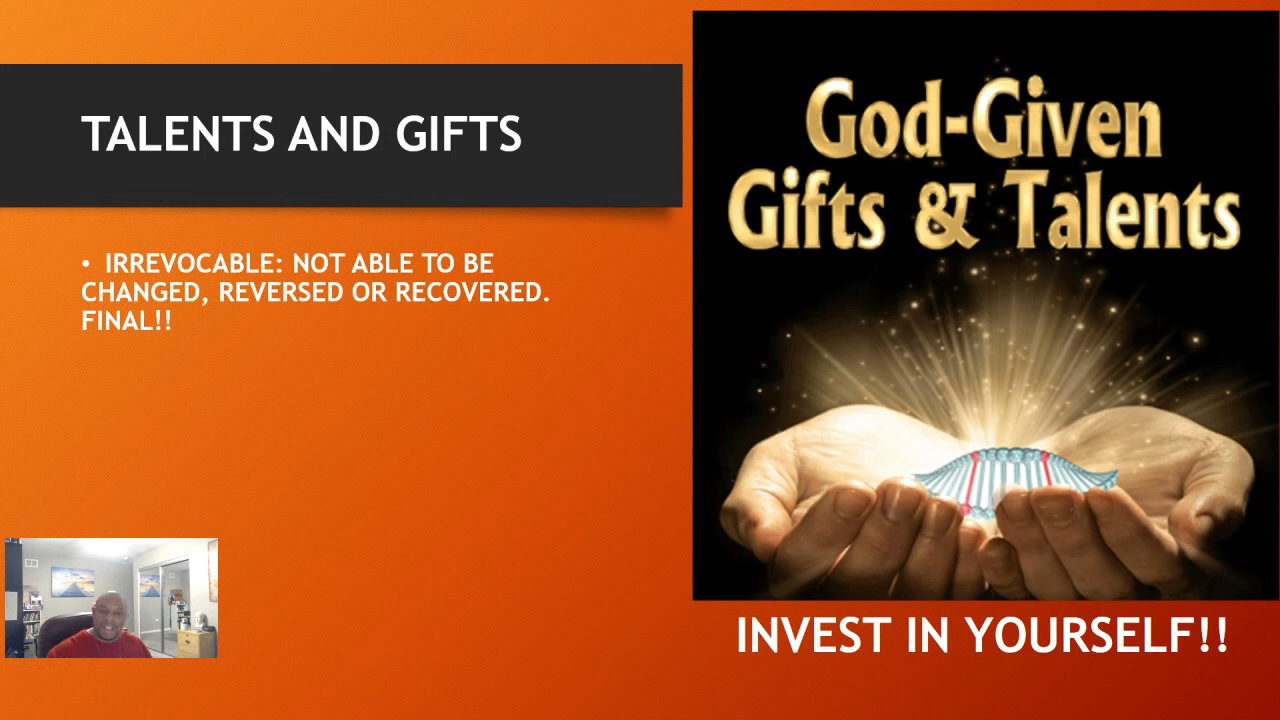 TALENTS AND GIFTS
• IRREVOCABLE: NOT ABLE TO BE
CHANGED, REVERSED OR RECOVERED.
FINAL!!
God-Given
Gifts & Talents
INVEST IN YOURSELF!!